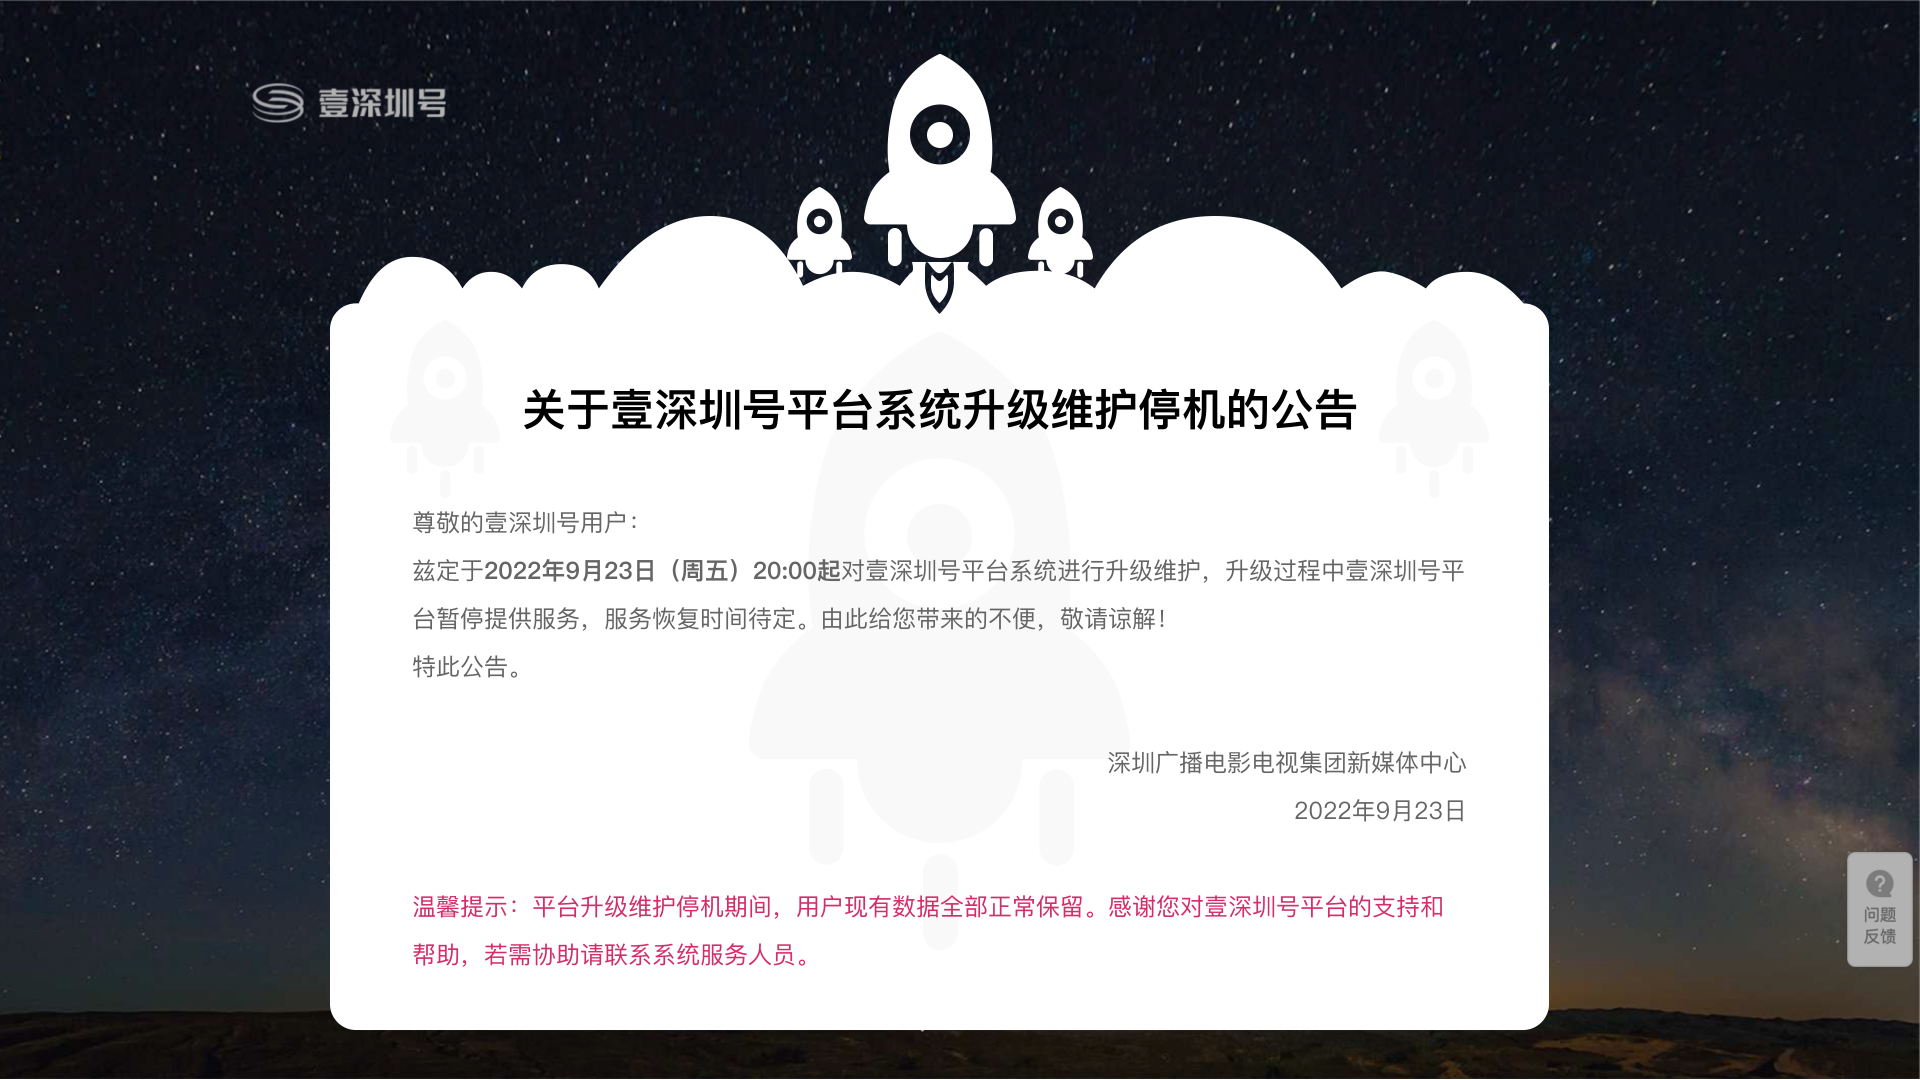 壹深圳号
关于壹深圳号平台系统升级维护停机的公告
尊敬的壹深圳号用户：
兹定于2022年9月23日（周五）20:00起对壹深圳号平台系统进行升级维护，升级过程中壹深圳号平
台暂停提供服务，服务恢复时间待定。由此给您带来的不便，敬请谅解！
特此公告。
深圳广播电影电视集团新媒体中心
2022年9月23日
温馨提示：平台升级维护停机期间，用户现有数据全部正常保留。感谢您对壹深圳号平台的支持和
帮助，若需协助请联系系统服务人员。
问题
反馈